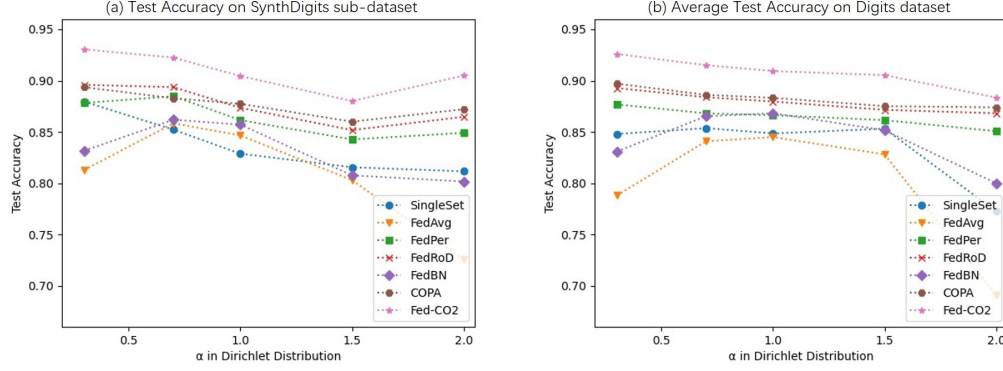 (a) Test Accuracy on SynthDigits sub-dataset
0.95
0.90
0.85
0.80
0.75
0.70
Test Accuracy
0.5
1.0
1.5
2.0
α in Dirichlet Distribution
SingleSet
FedAvg
FedPer
FedRoD
FedBN
COPA
Fed-CO2
(b) Average Test Accuracy on Digits dataset
0.95
0.90
0.85
0.80
0.75
0.70
Test Accuracy
0.5
1.0
1.5
2.0
α in Dirichlet Distribution
SingleSet
FedAvg
FedPer
FedRoD
FedBN
COPA
Fed-CO2